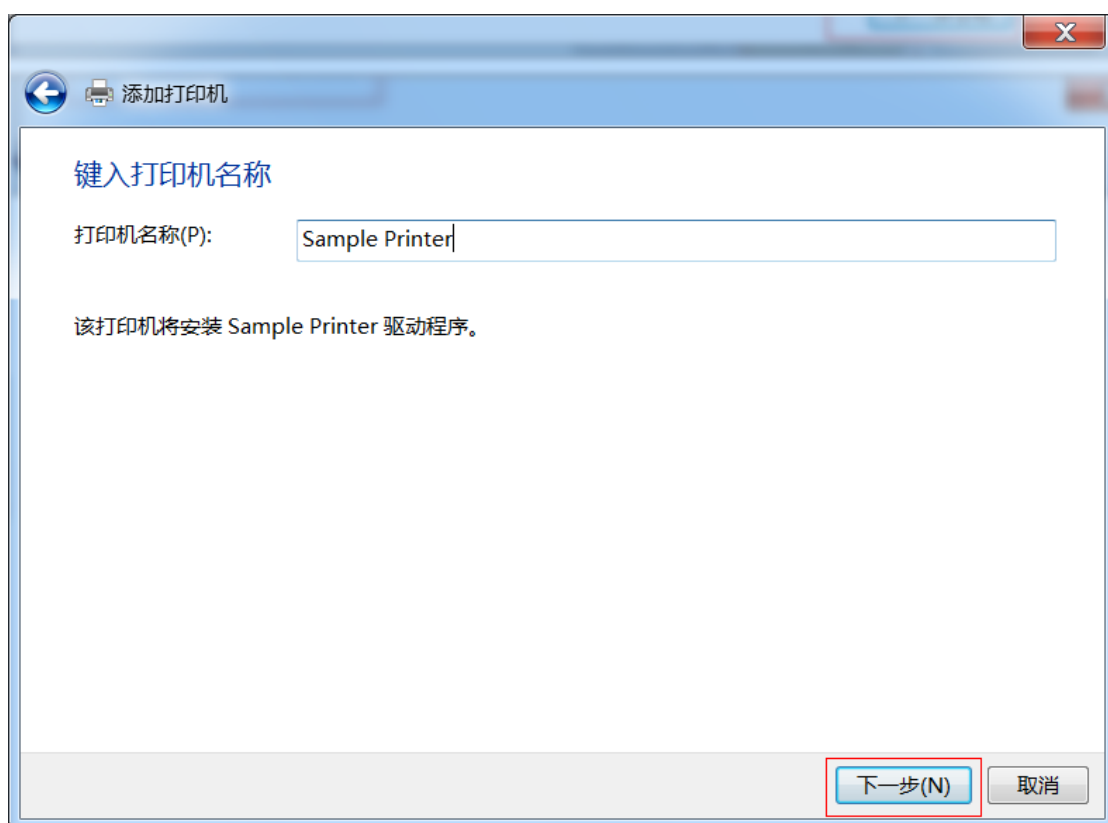 添加打印机
键入打印机名称
打印机名称(P):
Sample Printer
该打印机将安装 Sample Printer 驱动程序。
下一步(N)
取消